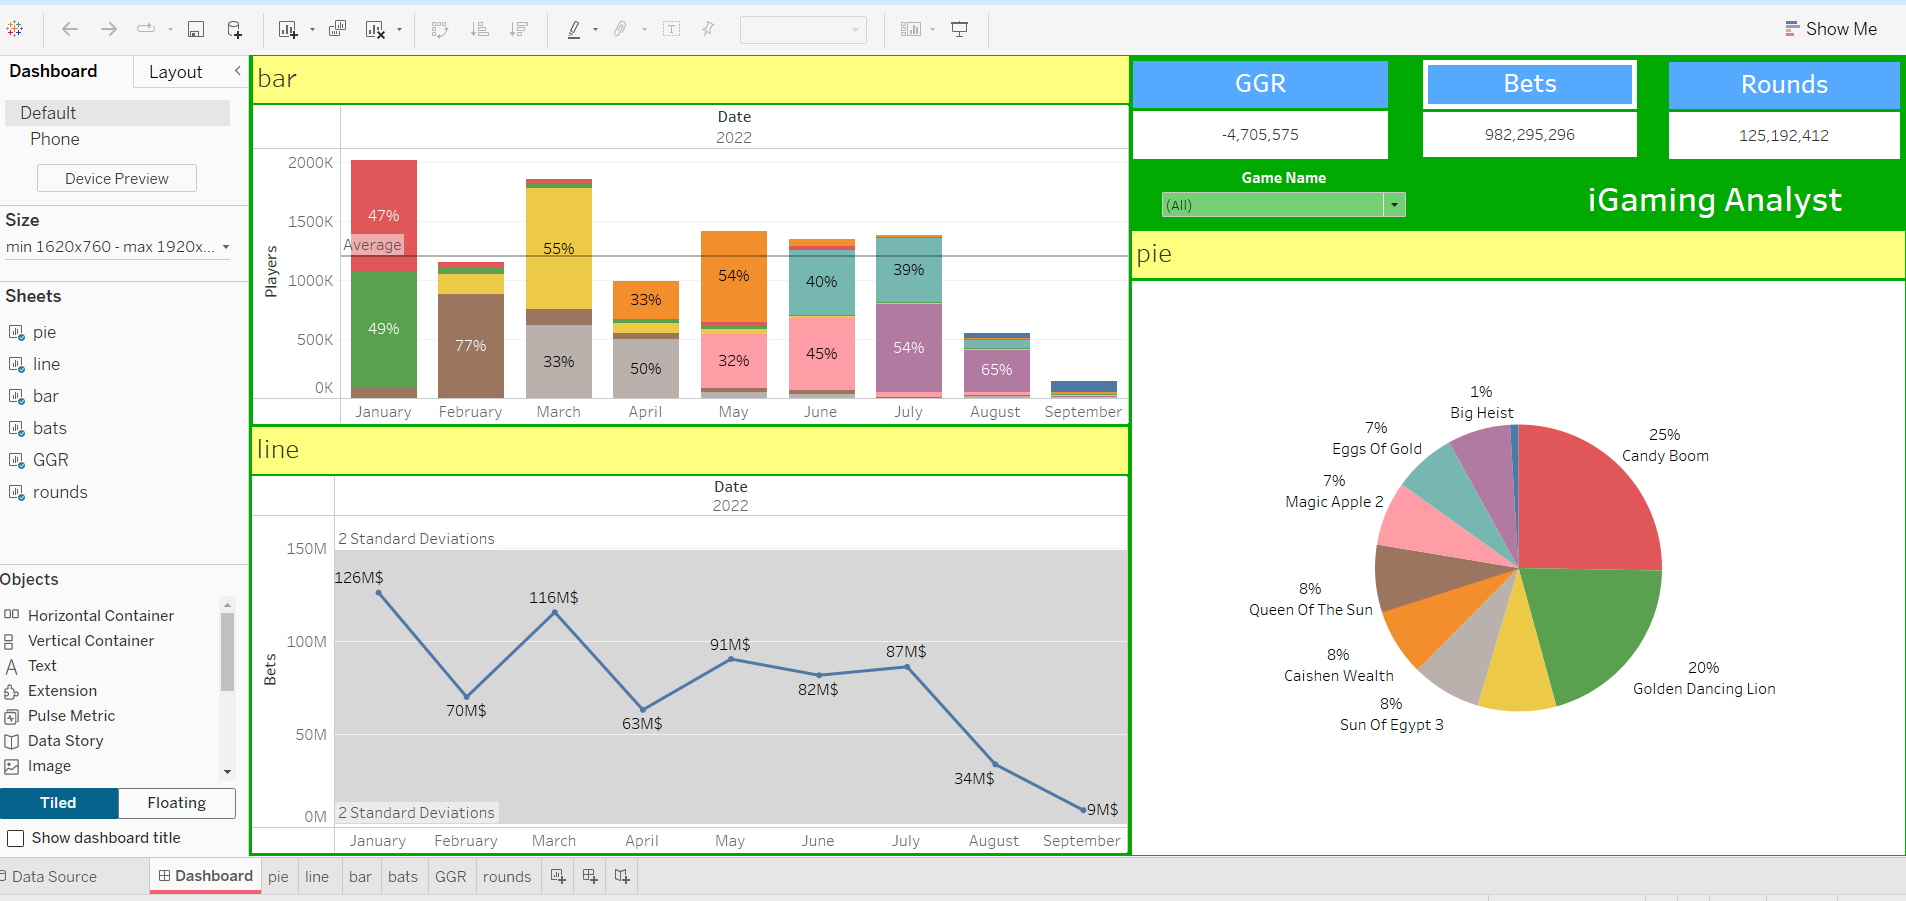 Show Me
Dashboard
Layout
Default
Phone
Device Preview
Size
min 1620x760 - max 1920x...
Sheets
pie
line
bar
bats
GGR
rounds
Objects
Horizontal Container
Vertical Container
Text
Extension
Pulse Metric
Data Story
Image
Tiled
Floating
Show dashboard title
bar
Date
2022
Players
2000K
1500K
1000K
500K
0K
Average
47%
49%
77%
55%
33%
33%
50%
54%
32%
40%
45%
39%
54%
65%
January
February
March
April
May
June
July
August
September
line
Date
2022
Bets
150M
100M
50M
0M
2 Standard Deviations
126M$
70M$
116M$
63M$
91M$
82M$
87M$
34M$
9M$
2 Standard Deviations
January
February
March
April
May
June
July
August
September
GGR
-4,705,575
Bets
982,295,296
Rounds
125,192,412
Game Name
(All)
iGaming Analyst
pie
1%
Big Heist
7%
Eggs Of Gold
7%
Magic Apple 2
8%
Queen Of The Sun
8%
Caishen Wealth
8%
Sun Of Egypt 3
25%
Candy Boom
20%
Golden Dancing Lion
Data Source
Dashboard
pie
line
bar
bats
GGR
rounds